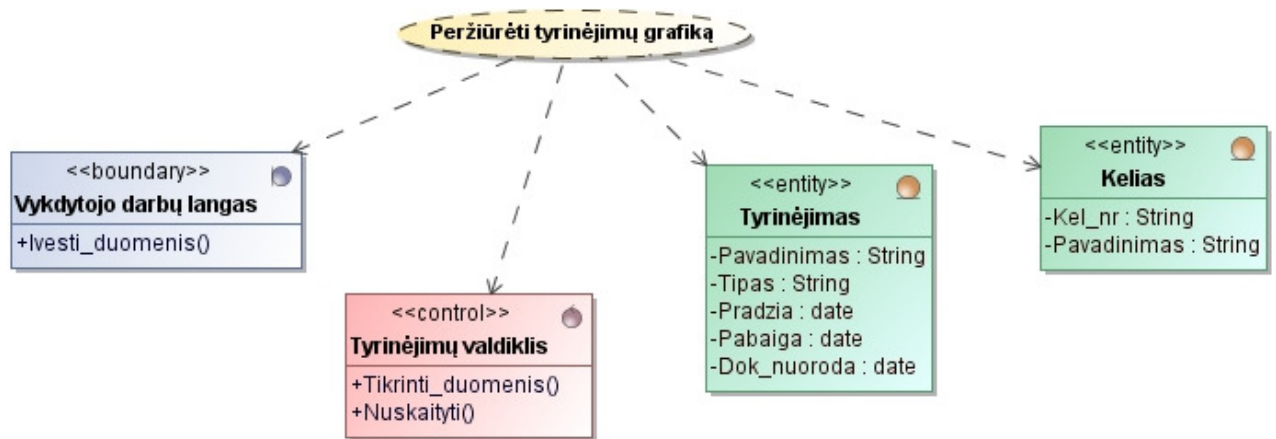 Peržiūrėti tyrinėjimų grafiką
<<boundary>>
Vykdytojo darbų langas
+Ivesti_duomenis()
<<control>>
Tyrinėjimų valdiklis
+Tikrinti_duomenis()
+Nuskaityti()
<<entity>>
Tyrinėjimas
-Pavadinimas : String
-Tipas : String
-Pradzia : date
-Pabaiga : date
-Dok_nuoroda : date
<<entity>>
Kelias
-Kel_nr : String
-Pavadinimas : String